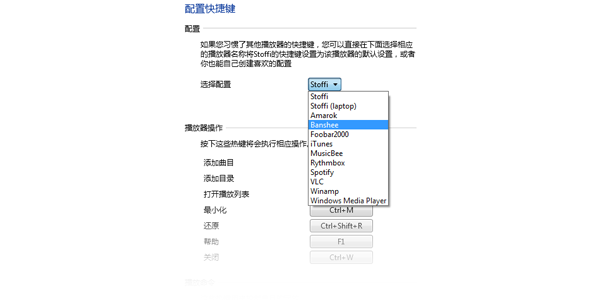 配置快捷键
配置
如果您习惯了其他播放器的快捷键，您可以直接在下面选择相应
的播放器名称将Stoffi的快捷键设置为该播放器的默认设置，或者
你也能自己创建喜欢的配置
选择配置
Stoffi
Stoffi
Stoffi (laptop)
Amarok
Banshee
播放器操作
Foobar2000
按下这些热键将会执行相应操作.
iTunes
MusicBee
添加曲目
Rythmbox
Spotify
添加目录
VLC
打开播放列表
Winamp
Windows Media Player
最小化 Ctrl+M
还原 Ctrl+Shift+R
帮助 F1
关闭 Ctrl+W